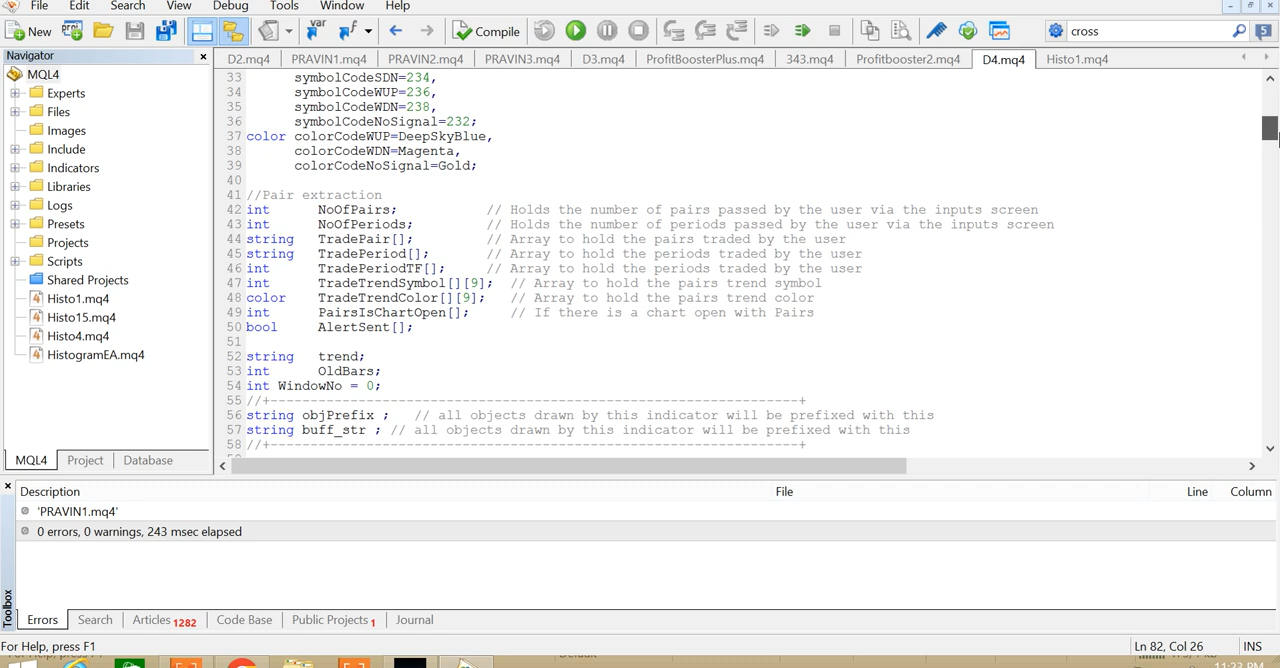 File Edit Search View Debug Tools Window Help
New Compile cross 5
Navigator
MQL4
Experts
Files
Images
Include
Indicators
Libraries
Logs
Presets
Projects
Scripts
Shared Projects
Histo1.mq4
Histo15.mq4
Histo4.mq4
HistogramEA.mq4
MQL4 Project Database
D2.mq4 PRAVIN1.mq4 PRAVIN2.mq4 PRAVIN3.mq4 D3.mq4 ProfitBoosterPlus.mq4 343.mq4 Profitbooster2.mq4 D4.mq4 Histo1.mq4
33 symbolCodeSDN=234,
34 symbolCodeWUP=236,
35 symbolCodeWDN=238,
36 symbolCodeNoSignal=232;
37 color colorCodeWUP=DeepSkyBlue,
38 colorCodeWDN=Magenta,
39 colorCodeNoSignal=Gold;
40
41 //Pair extraction
42 int NoOfPairs; // Holds the number of pairs passed by the user via the inputs screen
43 int NoOfPeriods; // Holds the number of periods passed by the user via the inputs screen
44 string TradePair[]; // Array to hold the pairs traded by the user
45 string TradePeriod[]; // Array to hold the periods traded by the user
46 int TradePeriodTF[]; // Array to hold the periods traded by the user
47 int TradeTrendSymbol[][9]; // Array to hold the pairs trend symbol
48 color TradeTrendColor[][9]; // Array to hold the pairs trend color
49 int PairsIsChartOpen[]; // If there is a chart open with Pairs
50 bool AlertSent[];
51
52 string trend;
53 int OldBars;
54 int WindowNo = 0;
55 //+------------------------------------------------------------------+
56 string objPrefix ; // all objects drawn by this indicator will be prefixed with this
57 string buff_str ; // all objects drawn by this indicator will be prefixed with this
58 //+------------------------------------------------------------------+
Description File Line Column
'PRAVIN1.mq4'
0 errors, 0 warnings, 243 msec elapsed
Toolbox
Errors Search Articles 1282 Code Base Public Projects 1 Journal
For Help, press F1 Ln 82, Col 26 INS